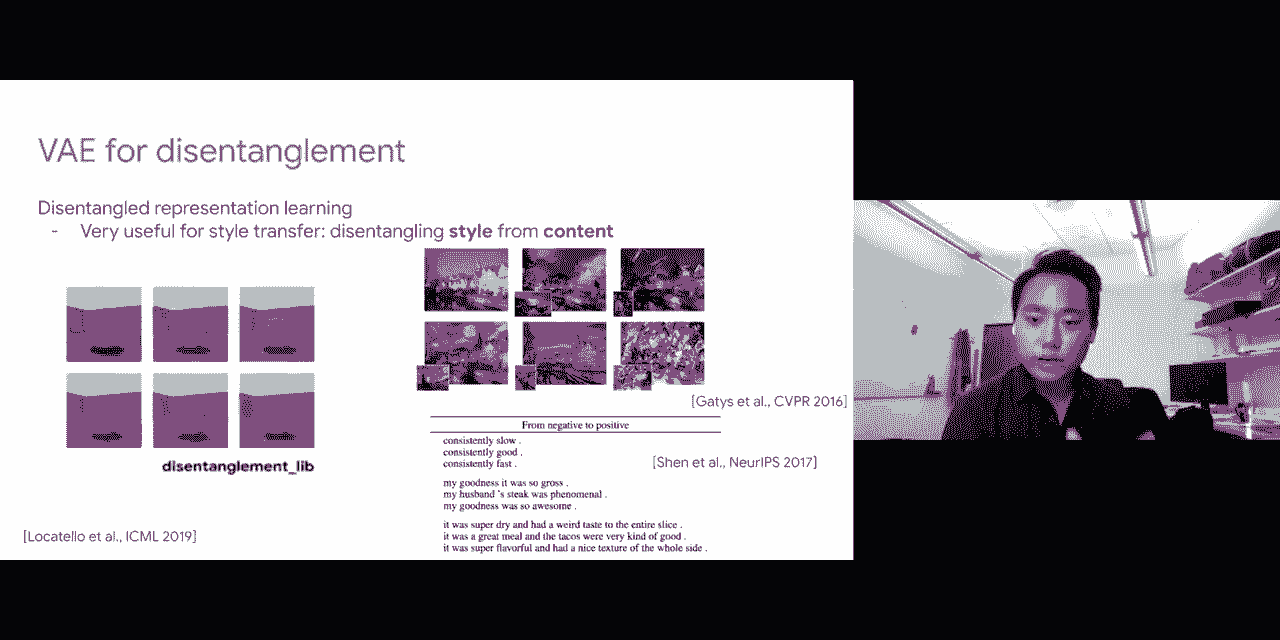 VAE for disentanglement
Disentangled representation learning
- Very useful for style transfer: disentangling style from content
[Gatys et al., CVPR 2016]
From negative to positive
consistently slow .
consistently good .
consistently fast .
[Shen et al., NeurIPS 2017]
my goodness it was so gross .
my husband 's steak was phenomenal .
my goodness was so awesome .
it was super dry and had a weird taste to the entire slice .
it was a great meal and the tacos were very kind of good .
it was super flavorful and had a nice texture of the whole side .
disentanglement_lib
[Locatello et al., ICML 2019]